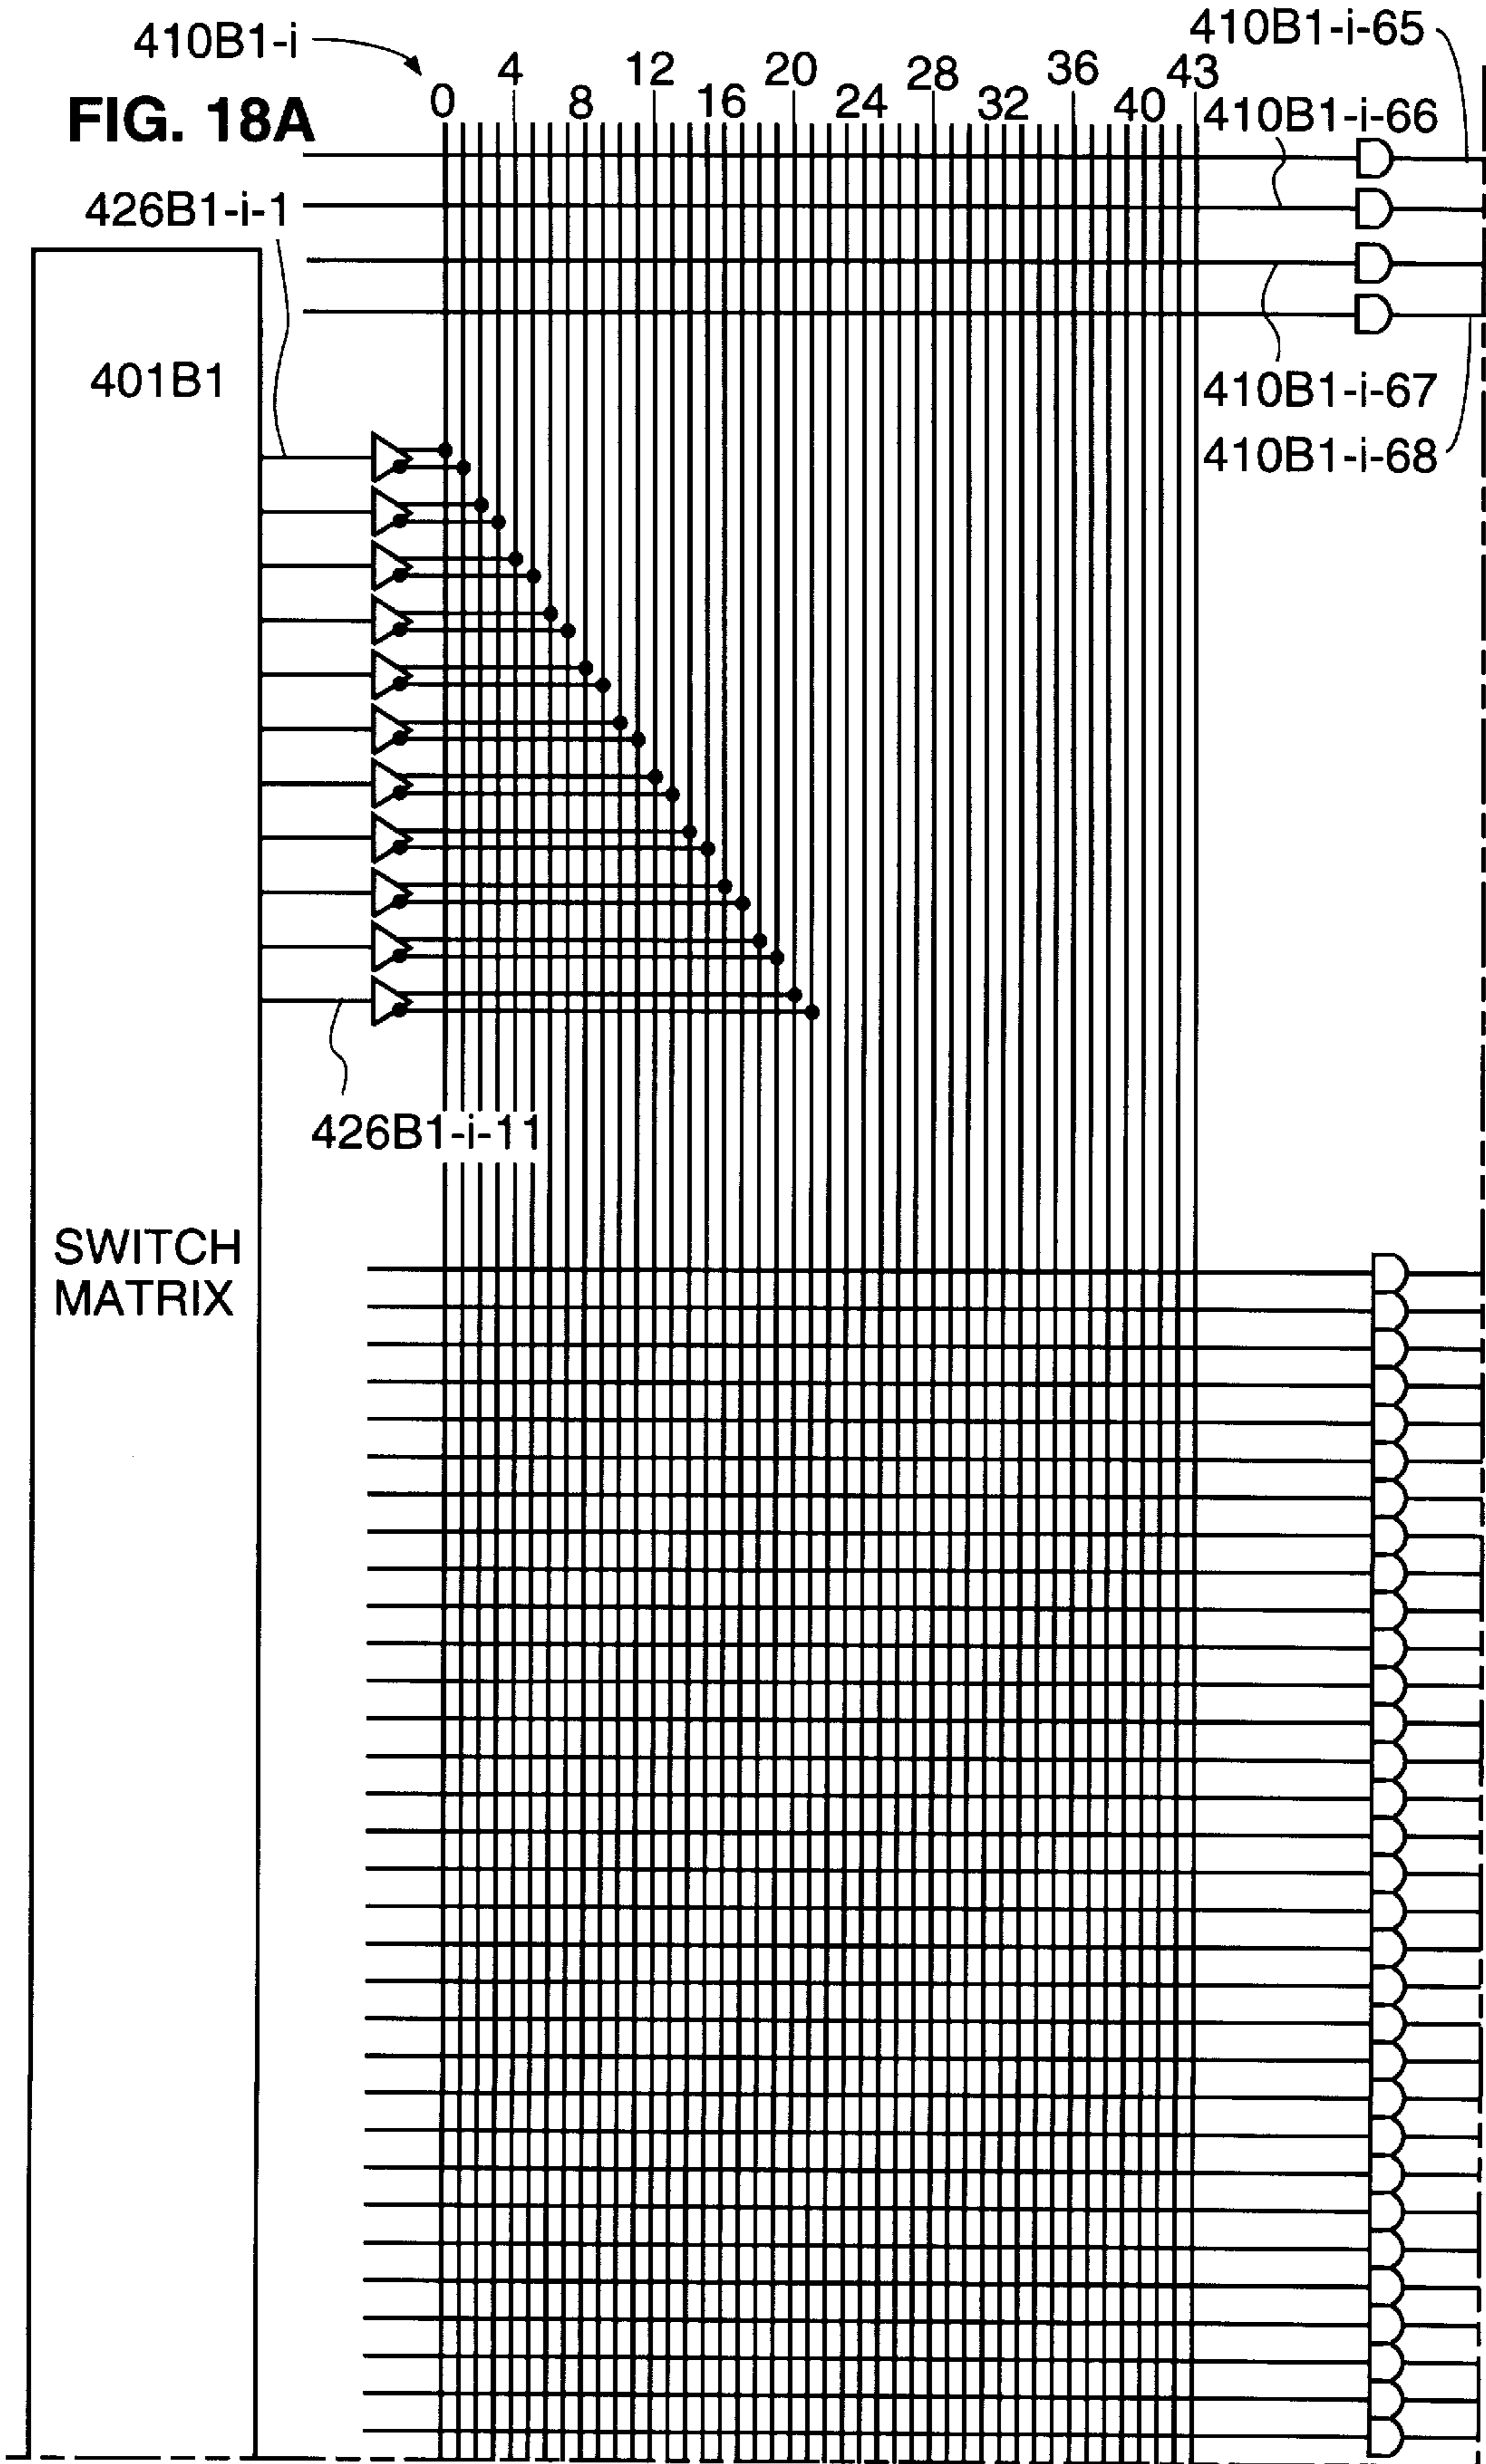 410B1-i
FIG. 18A
0 4 8 12 16 20 24 28 32 36 40 43
410B1-i-65
410B1-i-66
426B1-i-1
401B1
410B1-i-67
410B1-i-68
426B1-i-11
SWITCH
MATRIX